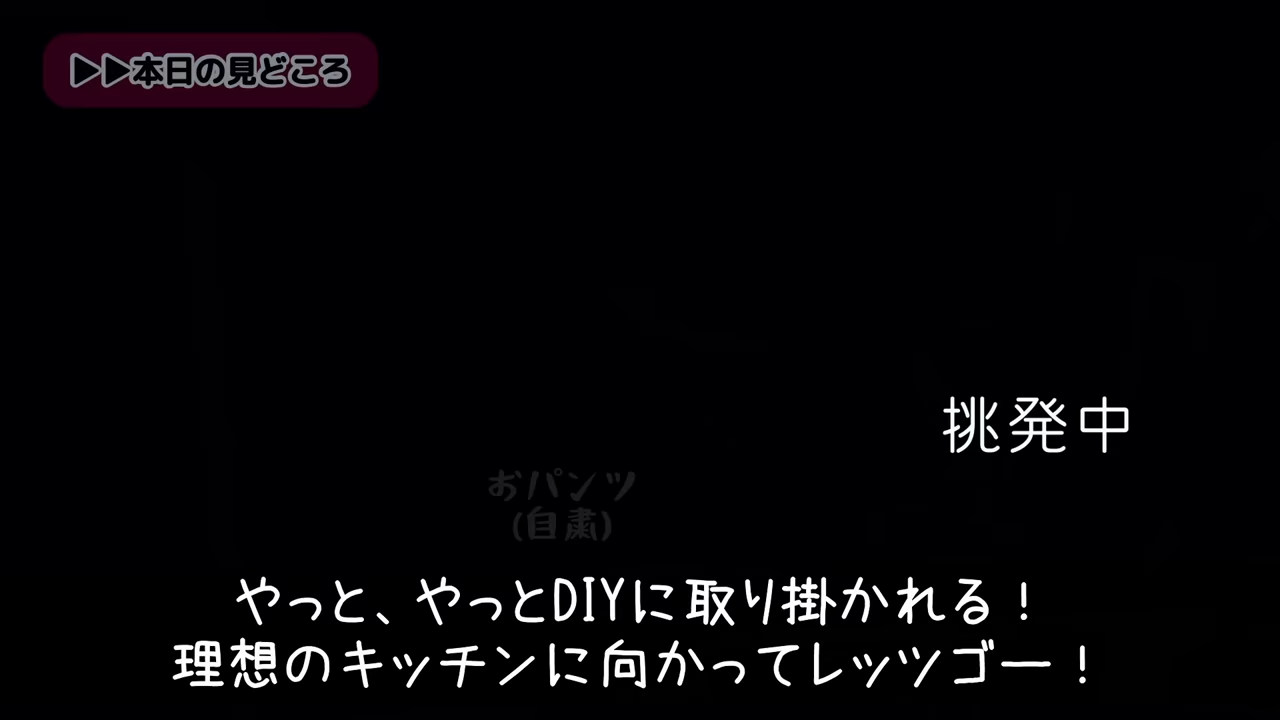 ▶▶本日の見どころ
挑発中
おパンツ
(自粛)
やっと、やっとDIYに取り掛かれる！
理想のキッチンに向かってレッツゴー！